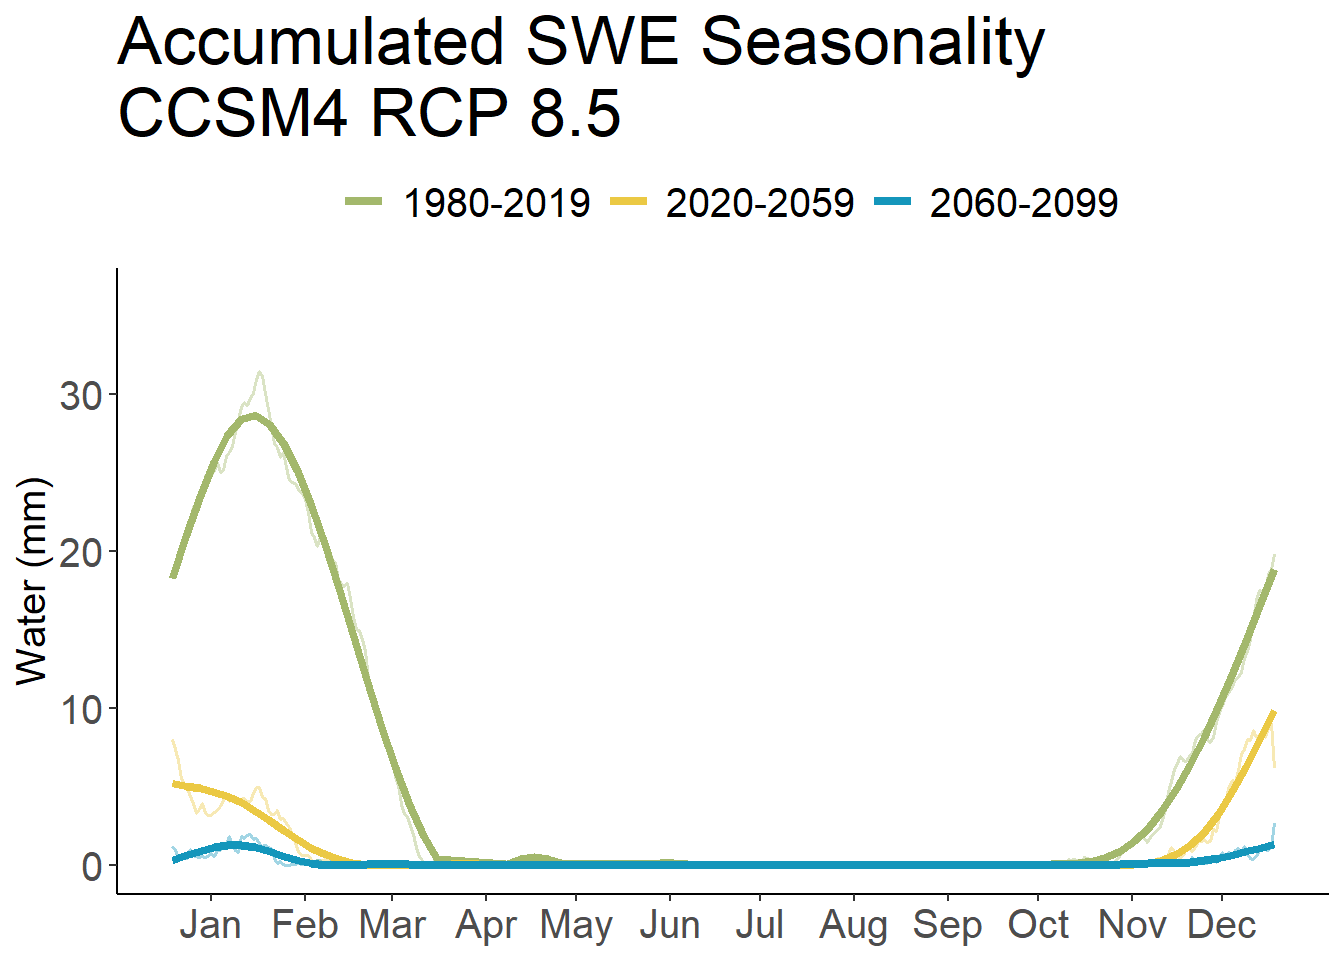 Accumulated SWE Seasonality
CCSM4 RCP 8.5
1980-2019 2020-2059 2060-2099
Water (mm)
30
20
10
0
Jan Feb Mar Apr May Jun Jul Aug Sep Oct Nov Dec